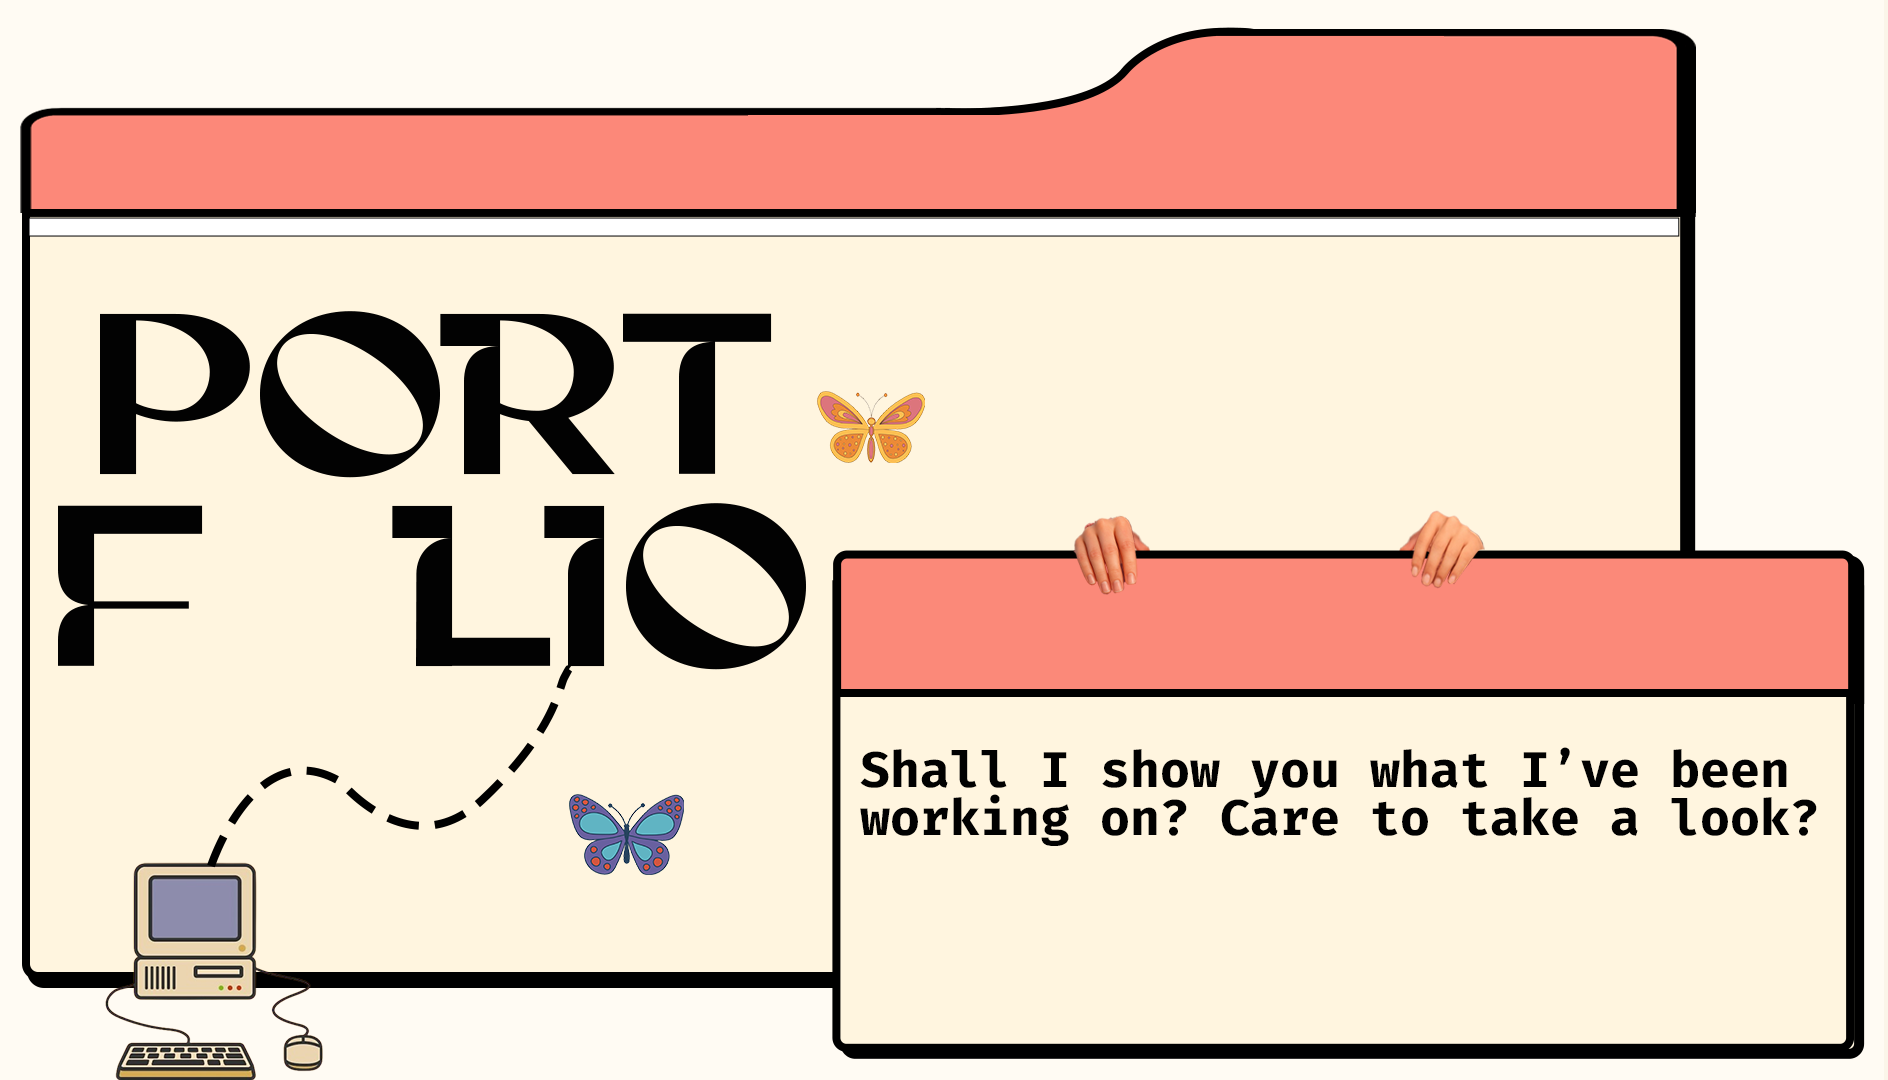 PORT
F LIO
Shall I show you what I’ve been
working on? Care to take a look?